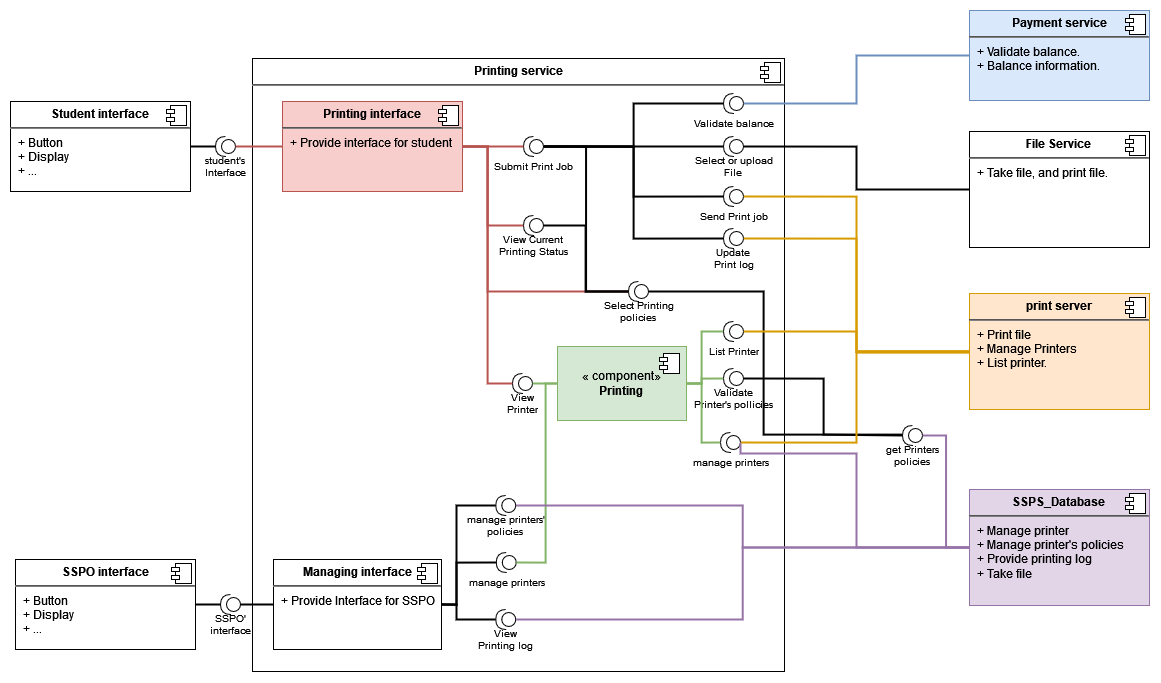 Payment service
+ Validate balance.
+ Balance information.
Printing service
Student interface
+ Button
+ Display
+ ...
student's
Interface
Printing interface
+ Provide interface for student
Submit Print Job
View Current
Printing Status
Validate balance
Select or upload
File
Send Print job
Update
Print log
File Service
+ Take file, and print file.
Select Printing
policies
print server
+ Print file
+ Manage Printers
+ List printer.
List Printer
« component»
Printing
View
Printer
Validate
Printer's pollicies
manage printers
get Printers
policies
SSPS_Database
+ Manage printer
+ Manage printer's policies
+ Provide printing log
+ Take file
manage printers'
policies
manage printers
View
Printing log
SSPO interface
+ Button
+ Display
+ ...
SSPO'
interface
Managing interface
+ Provide Interface for SSPO